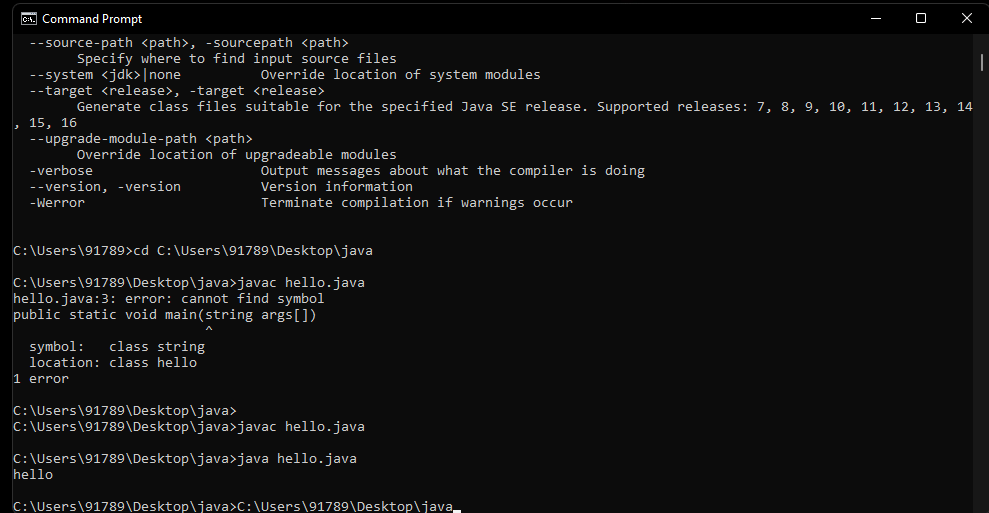 Command Prompt
--source-path <path>, -sourcepath <path>
Specify where to find input source files
--system <jdk>|none Override location of system modules
--target <release>, -target <release>
Generate class files suitable for the specified Java SE release. Supported releases: 7, 8, 9, 10, 11, 12, 13, 14
, 15, 16
--upgrade-module-path <path>
Override location of upgradeable modules
-verbose Output messages about what the compiler is doing
--version, -version Version information
-Werror Terminate compilation if warnings occur
C:\Users\91789>cd C:\Users\91789\Desktop\java
C:\Users\91789\Desktop\java>javac hello.java
hello.java:3: error: cannot find symbol
public static void main(string args[])
^
symbol: class string
location: class hello
1 error
C:\Users\91789\Desktop\java>
C:\Users\91789\Desktop\java>javac hello.java
C:\Users\91789\Desktop\java>java hello.java
hello
C:\Users\91789\Desktop\java>C:\Users\91789\Desktop\java